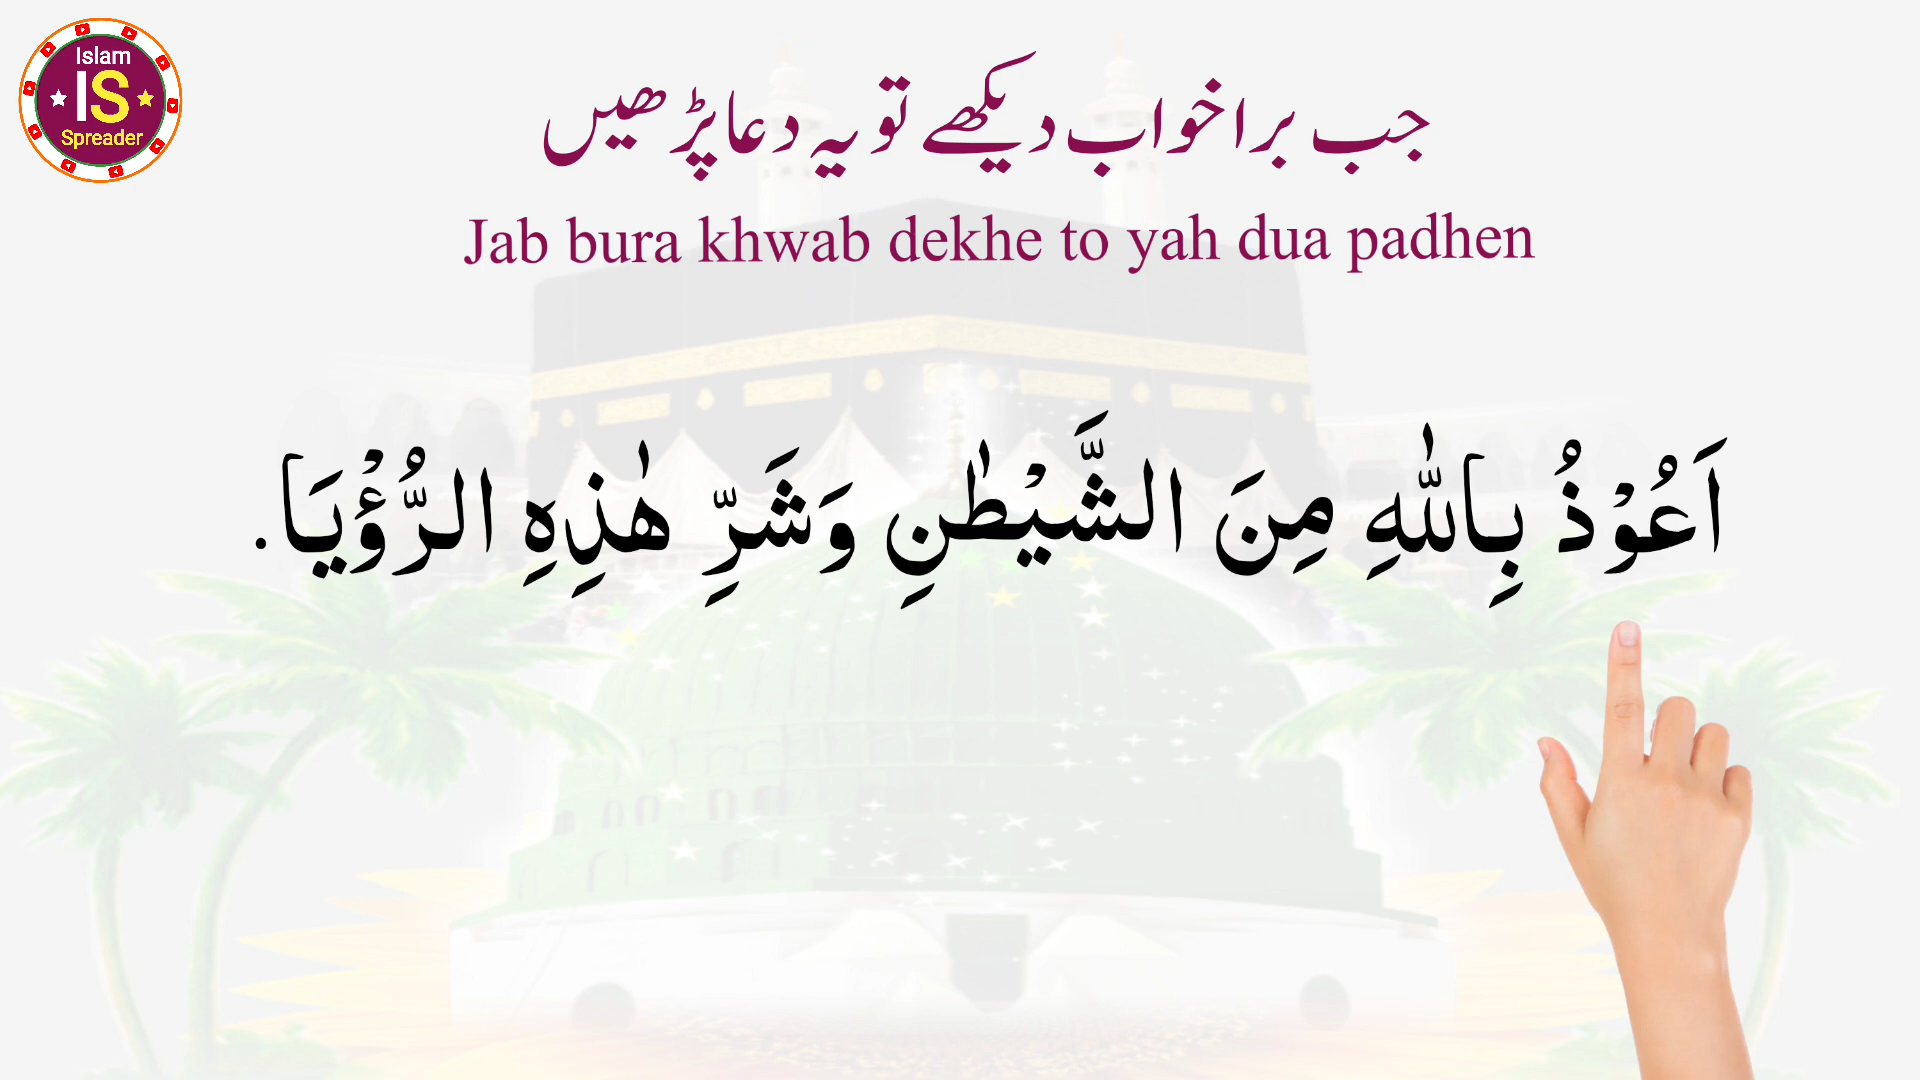 Islam
IS
Spreader
جب برا خواب دیکھے تو یہ دعا پڑھیں
Jab bura khwab dekhe to yah dua padhen
اَعُوْذُ بِاللّٰهِ مِنَ الشَّيْطٰنِ وَشَرِّ هٰذِهِ الرُّؤْيَا.